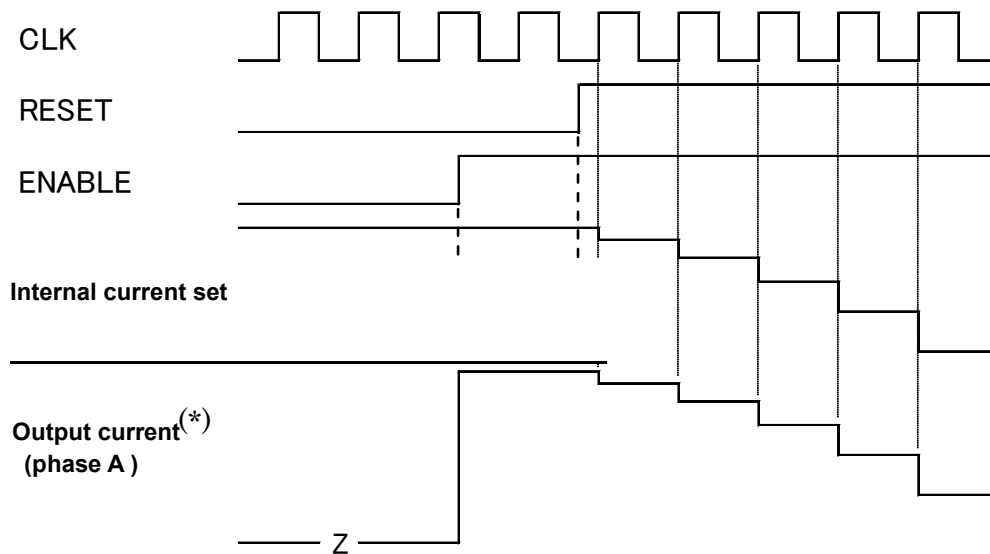 CLK
RESET
ENABLE
Internal current set
Output current(*)
(phase A )
Z